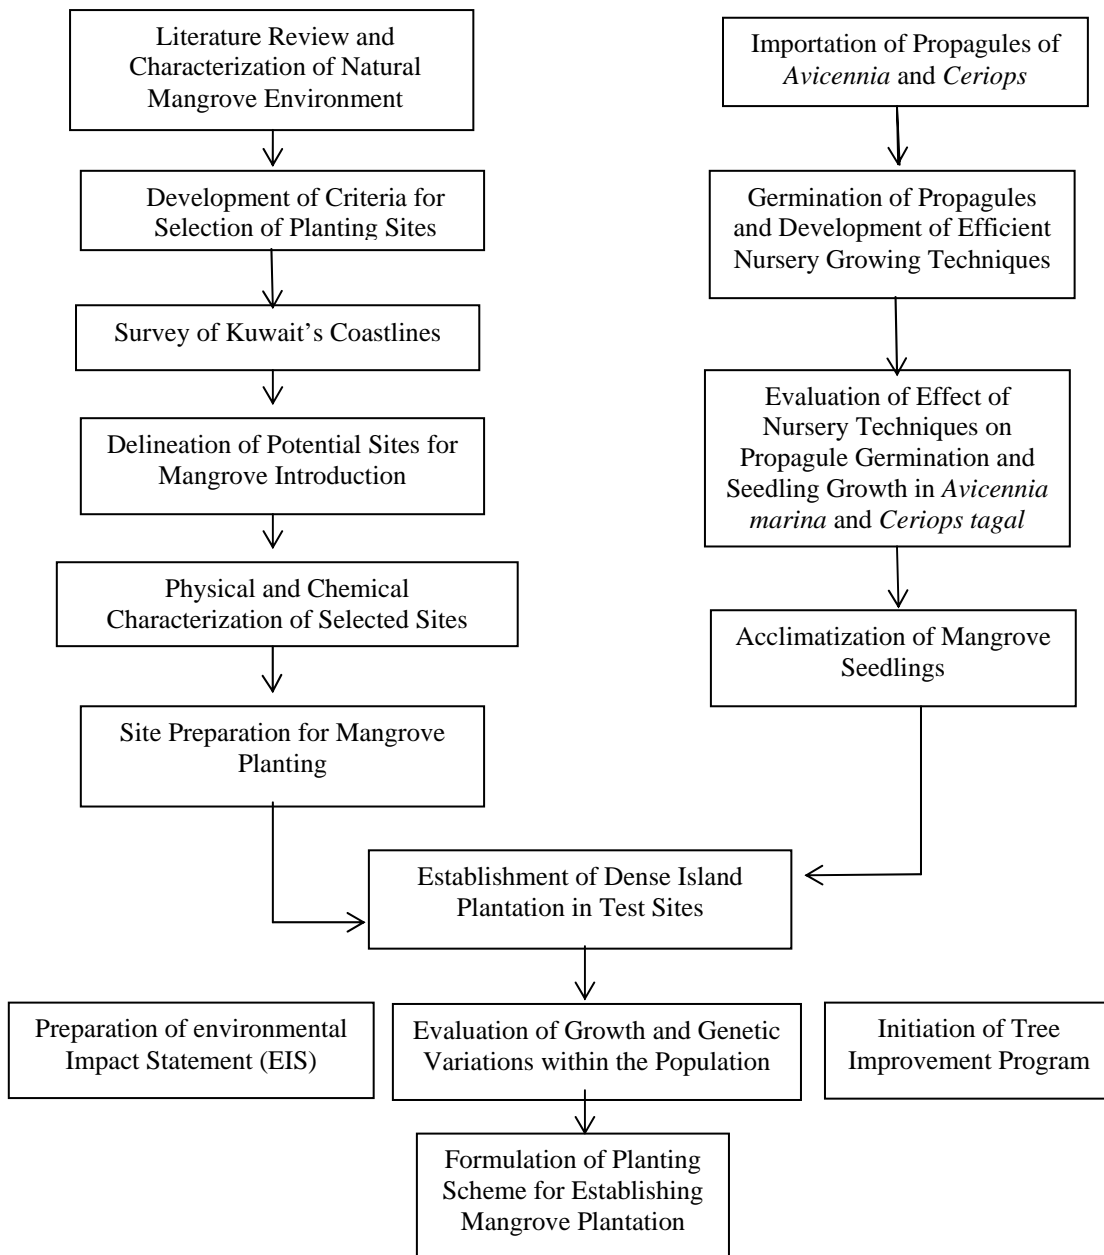 Literature Review and
Characterization of Natural
Mangrove Environment
Development of Criteria for
Selection of Planting Sites
Survey of Kuwait’s Coastlines
Delineation of Potential Sites for
Mangrove Introduction
Physical and Chemical
Characterization of Selected Sites
Site Preparation for Mangrove
Planting
Importation of Propagules of
Avicennia and Ceriops
Germination of Propagules
and Development of Efficient
Nursery Growing Techniques
Evaluation of Effect of
Nursery Techniques on
Propagule Germination and
Seedling Growth in Avicennia
marina and Ceriops tagal
Acclimatization of Mangrove
Seedlings
Establishment of Dense Island
Plantation in Test Sites
Preparation of environmental
Impact Statement (EIS)
Evaluation of Growth and Genetic
Variations within the Population
Initiation of Tree
Improvement Program
Formulation of Planting
Scheme for Establishing
Mangrove Plantation